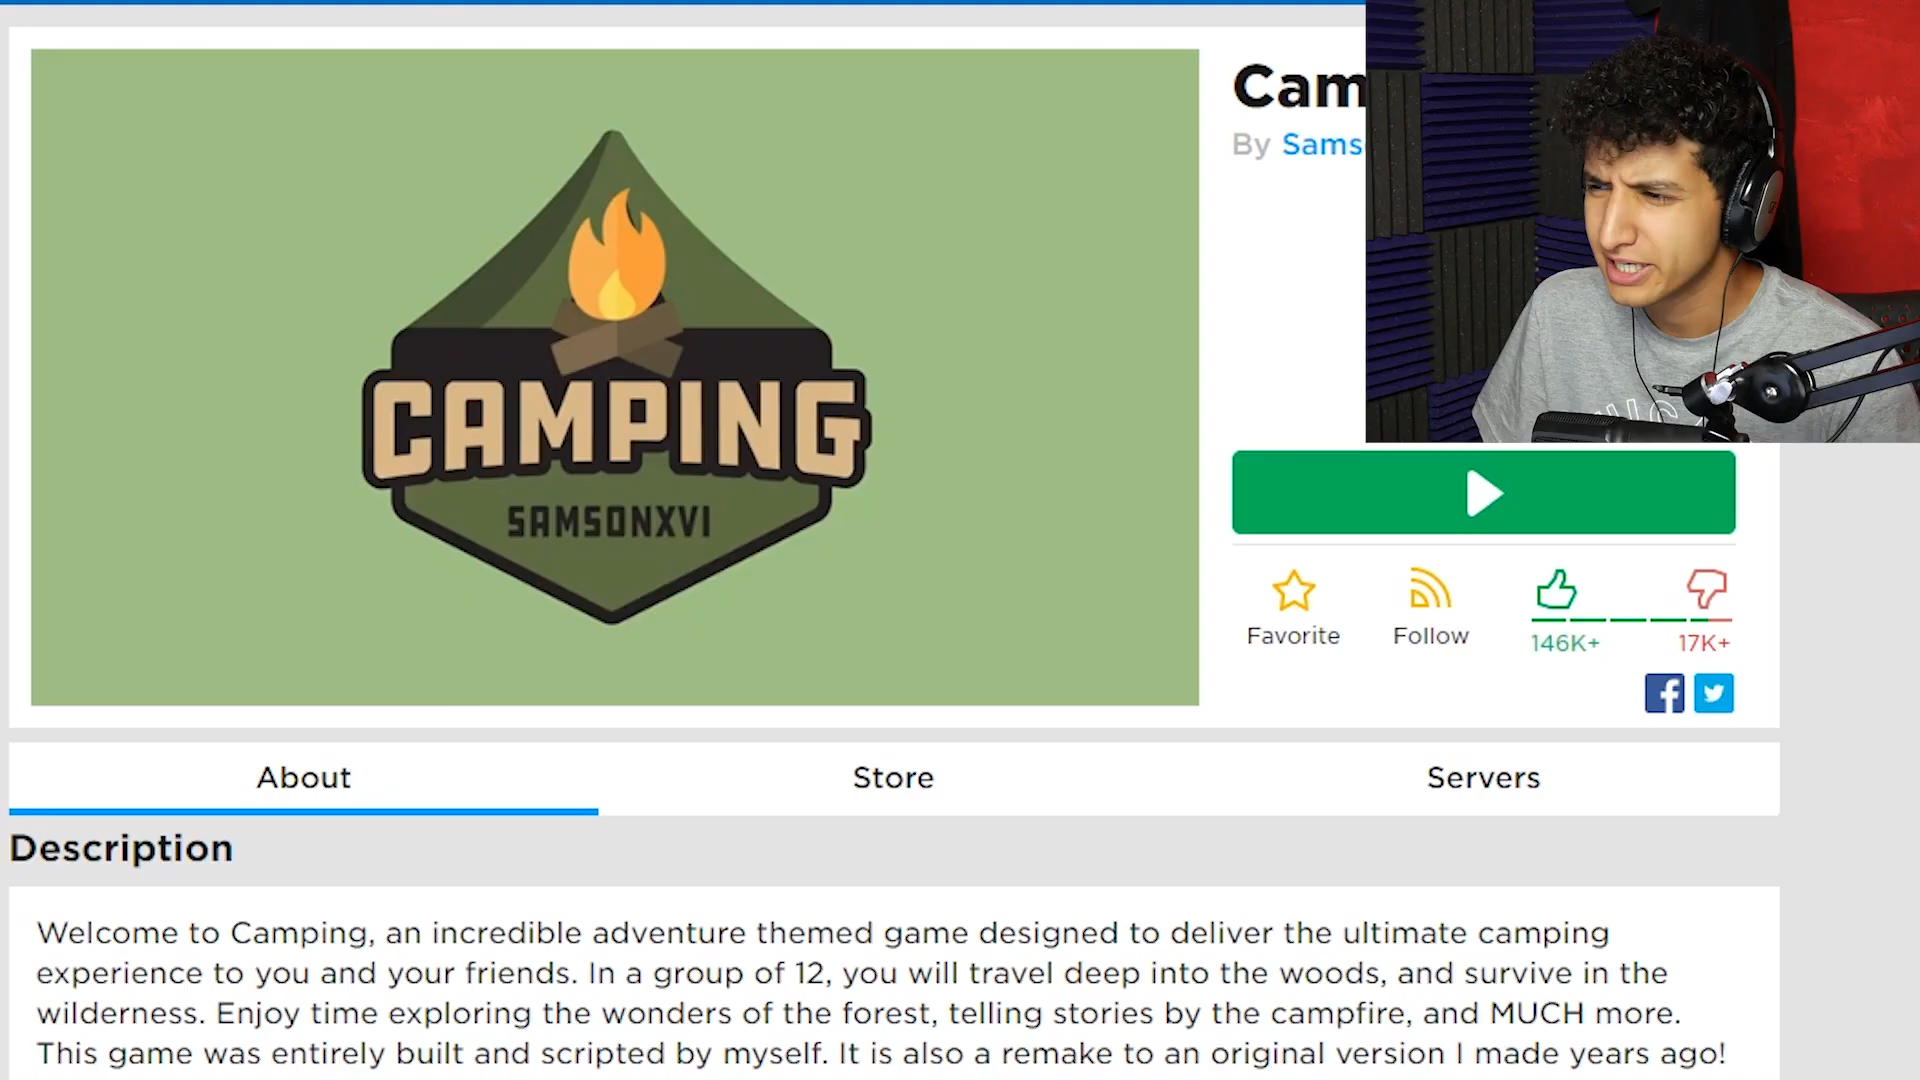 Cam
By Sams
CAMPING
SAMSONXVI
Favorite
Follow
146K+
17K+
About
Store
Servers
Description
Welcome to Camping, an incredible adventure themed game designed to deliver the ultimate camping
experience to you and your friends. In a group of 12, you will travel deep into the woods, and survive in the
wilderness. Enjoy time exploring the wonders of the forest, telling stories by the campfire, and MUCH more.
This game was entirely built and scripted by myself. It is also a remake to an original version I made years ago!